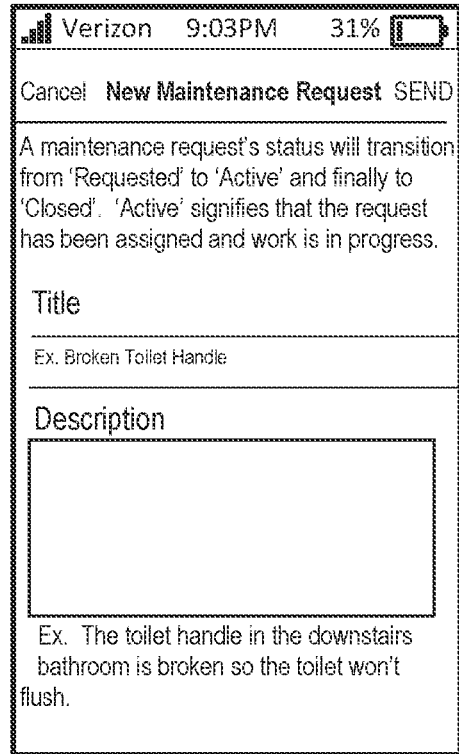 Verizon 9:03PM 31%
Cancel New Maintenance Request SEND
A maintenance request's status will transition
from 'Requested' to 'Active' and finally to
'Closed'. 'Active' signifies that the request
has been assigned and work is in progress.
Title
Ex. Broken Toilet Handle
Description
Ex. The toilet handle in the downstairs
bathroom is broken so the toilet won't
flush.